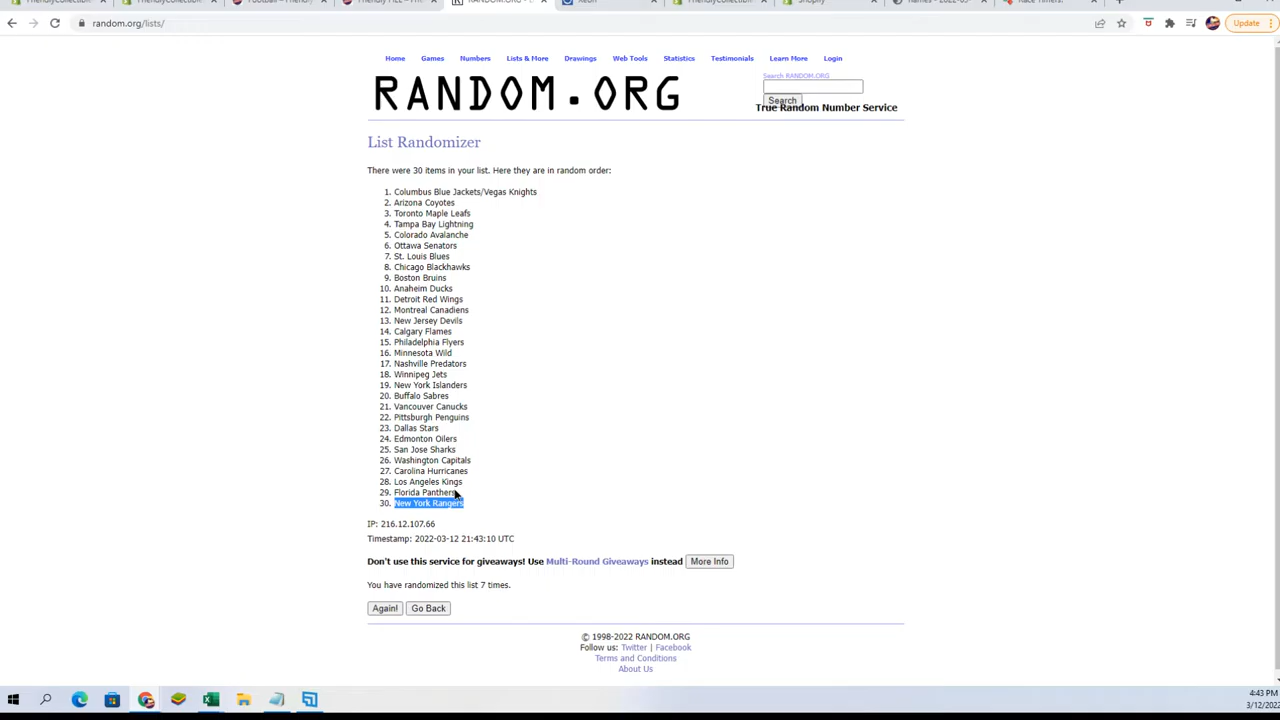 Update
random.org/lists/
Home Games Numbers Lists & More Drawings Web Tools Statistics Testimonials Learn More Login
RANDOM.ORG
Search RANDOM.ORG
Search
True Random Number Service
List Randomizer
There were 30 items in your list. Here they are in random order:
1. Columbus Blue Jackets/Vegas Knights
2. Arizona Coyotes
3. Toronto Maple Leafs
4. Tampa Bay Lightning
5. Colorado Avalanche
6. Ottawa Senators
7. St. Louis Blues
8. Chicago Blackhawks
9. Boston Bruins
10. Anaheim Ducks
11. Detroit Red Wings
12. Montreal Canadiens
13. New Jersey Devils
14. Calgary Flames
15. Philadelphia Flyers
16. Minnesota Wild
17. Nashville Predators
18. Winnipeg Jets
19. New York Islanders
20. Buffalo Sabres
21. Vancouver Canucks
22. Pittsburgh Penguins
23. Dallas Stars
24. Edmonton Oilers
25. San Jose Sharks
26. Washington Capitals
27. Carolina Hurricanes
28. Los Angeles Kings
29. Florida Panthers
30. New York Rangers
IP: 216.12.107.66
Timestamp: 2022-03-12 21:43:10 UTC
Don't use this service for giveaways! Use Multi-Round Giveaways instead More Info
You have randomized this list 7 times.
Again! Go Back
© 1998-2022 RANDOM.ORG
Follow us: Twitter | Facebook
Terms and Conditions
About Us
4:43 PM